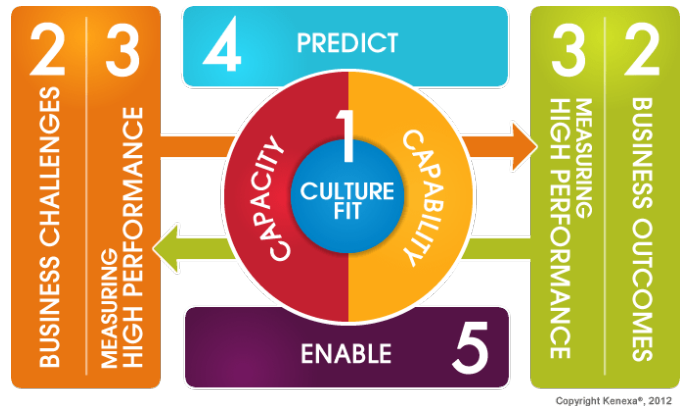 2
BUSINESS CHALLENGES
3
MEASURING
HIGH PERFORMANCE
4
PREDICT
1
CAPACITY
CULTURE
FIT
CAPABILITY
ENABLE
5
3
MEASURING
HIGH PERFORMANCE
2
BUSINESS OUTCOMES
Copyright Kenexa®, 2012